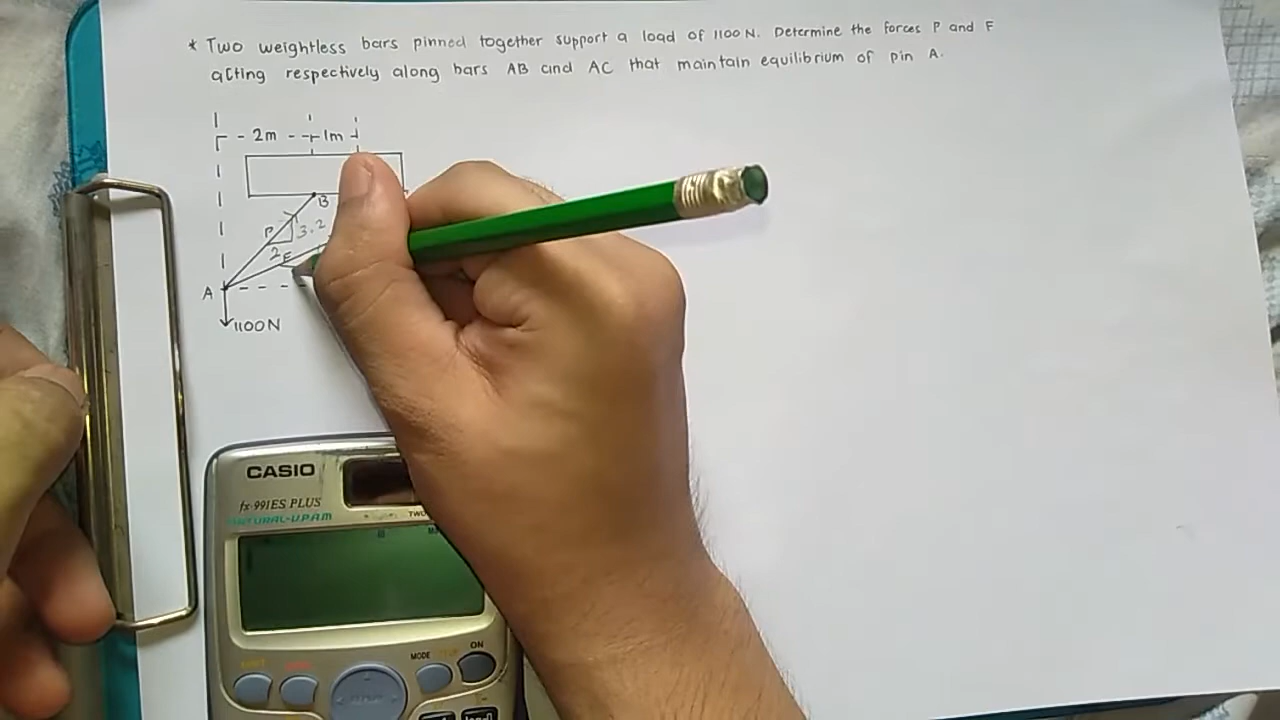 * Two weightless bars pinned together support a load of 1100 N. Determine the forces P and F
acting respectively along bars AB and AC that maintain equilibrium of pin A.
2m 1m
B
P 3.2
2 F
A
1100N
CASIO
fx-991ES PLUS
NATURAL-V.P.A.M.
MODE
ON